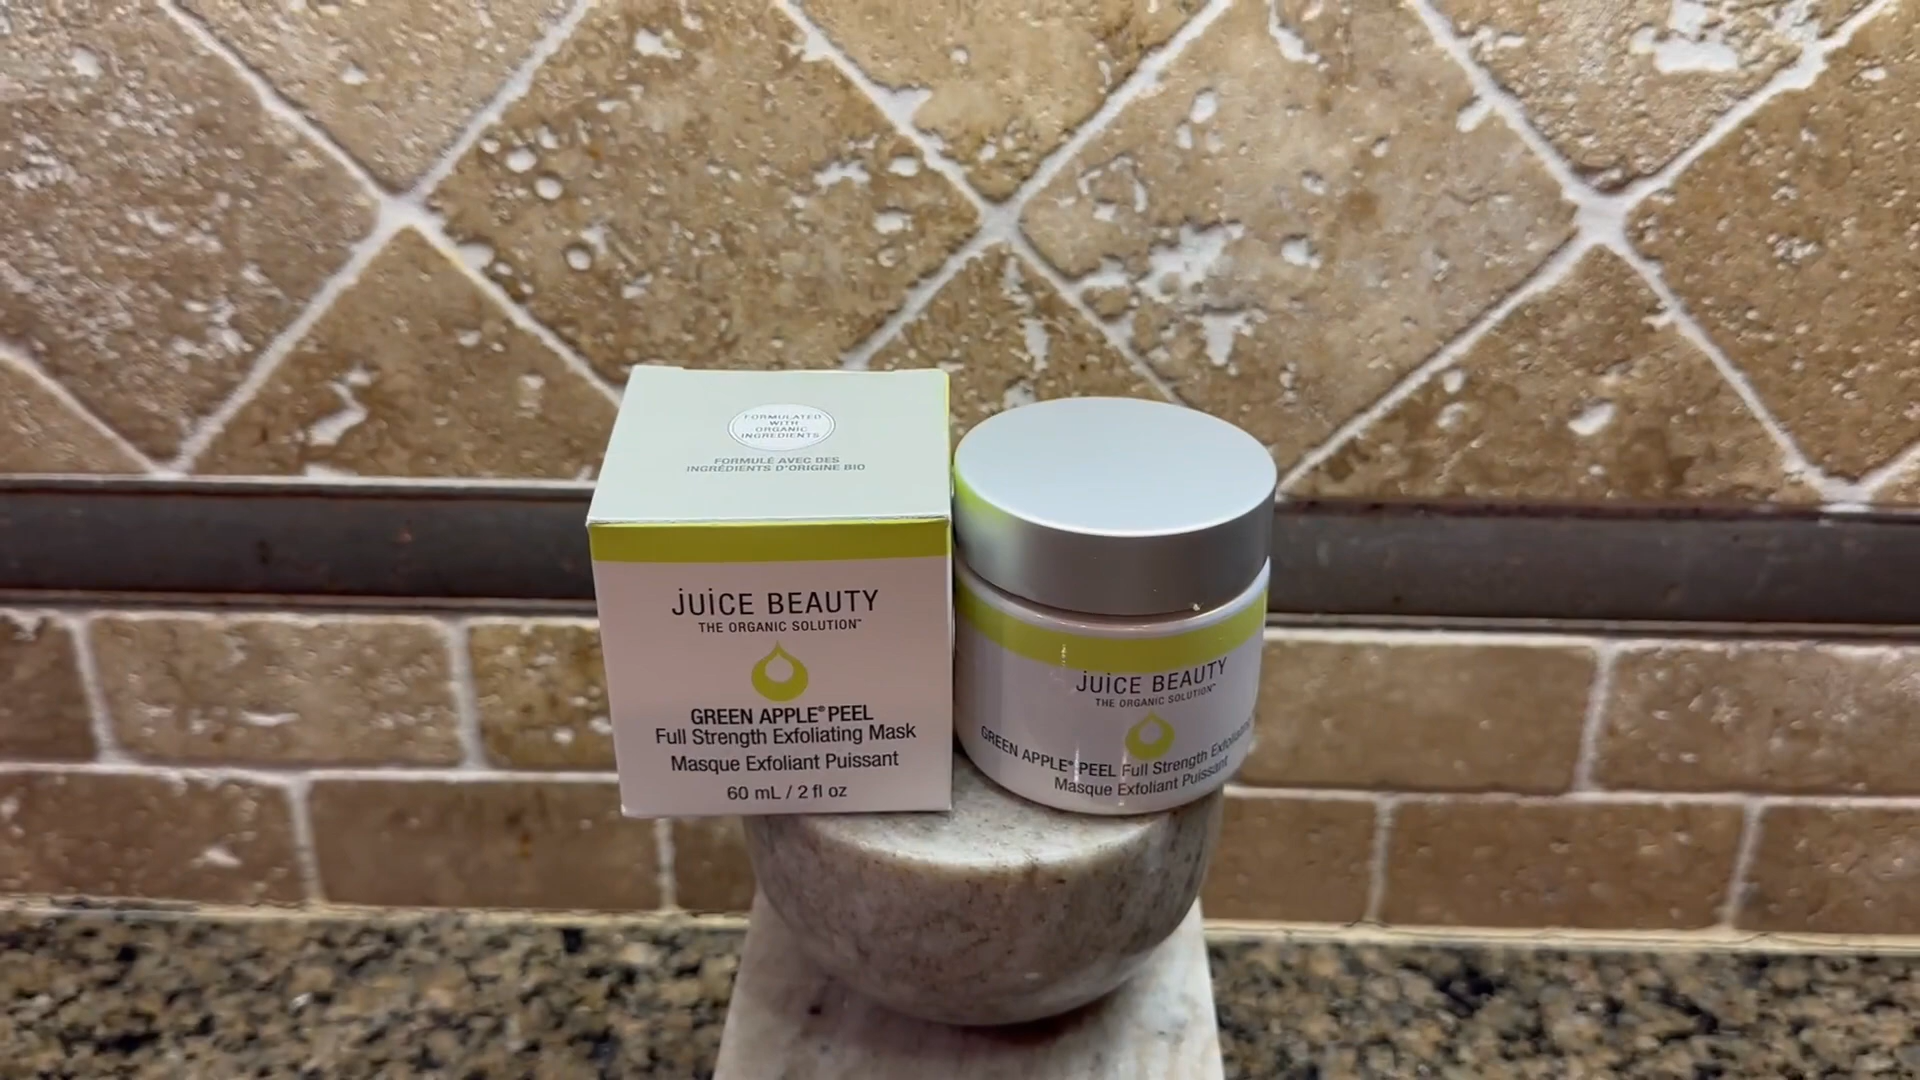 FORMULATED
WITH
ORGANIC
INGREDIENTS
FORMULÉ AVEC DES
INGRÉDIENTS D'ORIGINE BIO
JUICE BEAUTY
THE ORGANIC SOLUTION™
GREEN APPLE® PEEL
Full Strength Exfoliating Mask
Masque Exfoliant Puissant
60 mL / 2 fl oz
JUICE BEAUTY
THE ORGANIC SOLUTION™
GREEN APPLE® PEEL Full Strength Exfoliating
Masque Exfoliant Puissant